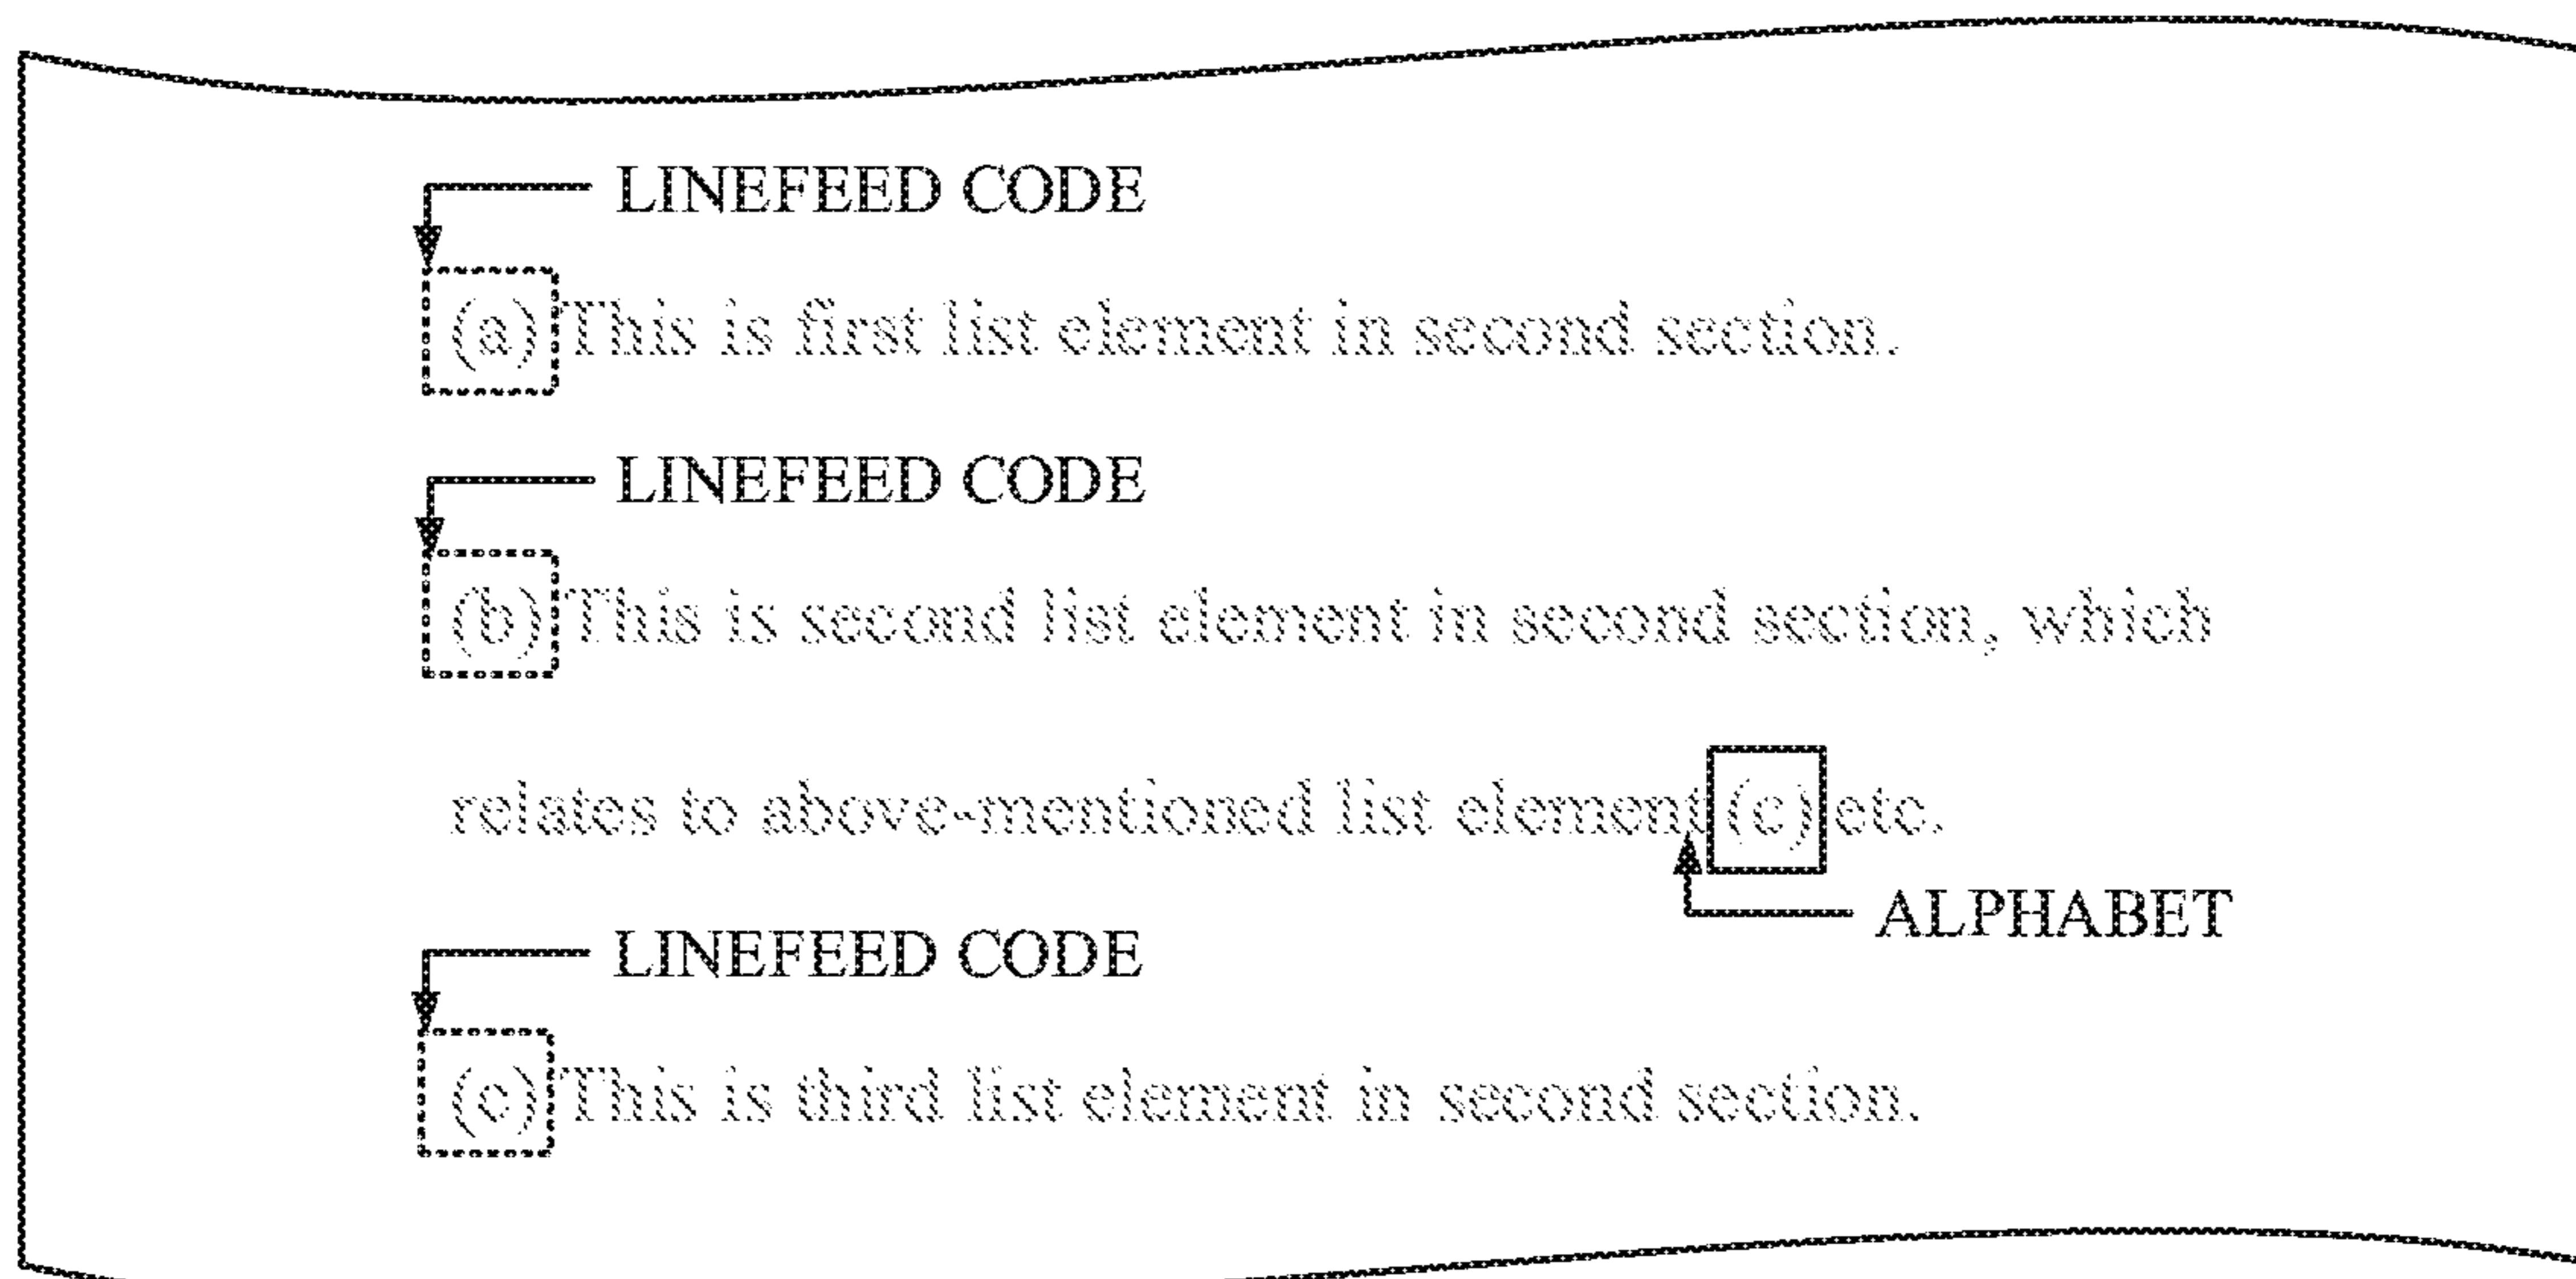 LINEFEED CODE
(a) This is first list element in second section.
LINEFEED CODE
(b) This is second list element in second section, which
relates to above-mentioned list element (c) etc.
ALPHABET
LINEFEED CODE
(c) This is third list element in second section.